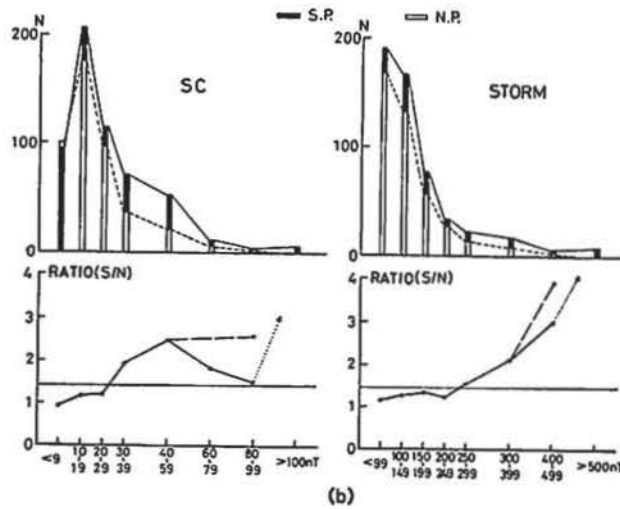 S.P. N.P.
N
200
SC
100
0
RATIO(S/N)
4
3
2
1
0
<9 10-19 20-29 30-39 40-59 60-79 80-99 >100nT
N
200
STORM
100
0
RATIO(S/N)
4
3
2
1
0
<99 100-149 150-199 200-249 250-299 300-399 400-499 >500nT
(b)